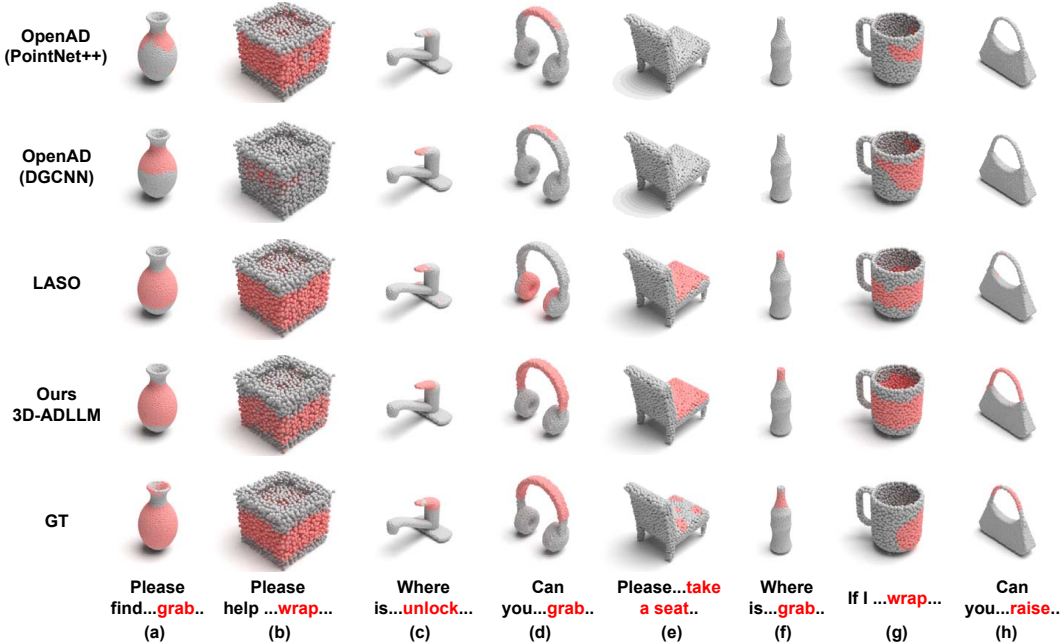 OpenAD
(PointNet++)
OpenAD
(DGCNN)
LASO
Ours
3D-ADLLM
GT
Please
find...grab..
(a)
Please
help ...wrap...
(b)
Where
is...unlock...
(c)
Can
you...grab..
(d)
Please...take
a seat..
(e)
Where
is...grab..
(f)
If I ...wrap...
(g)
Can
you...raise..
(h)